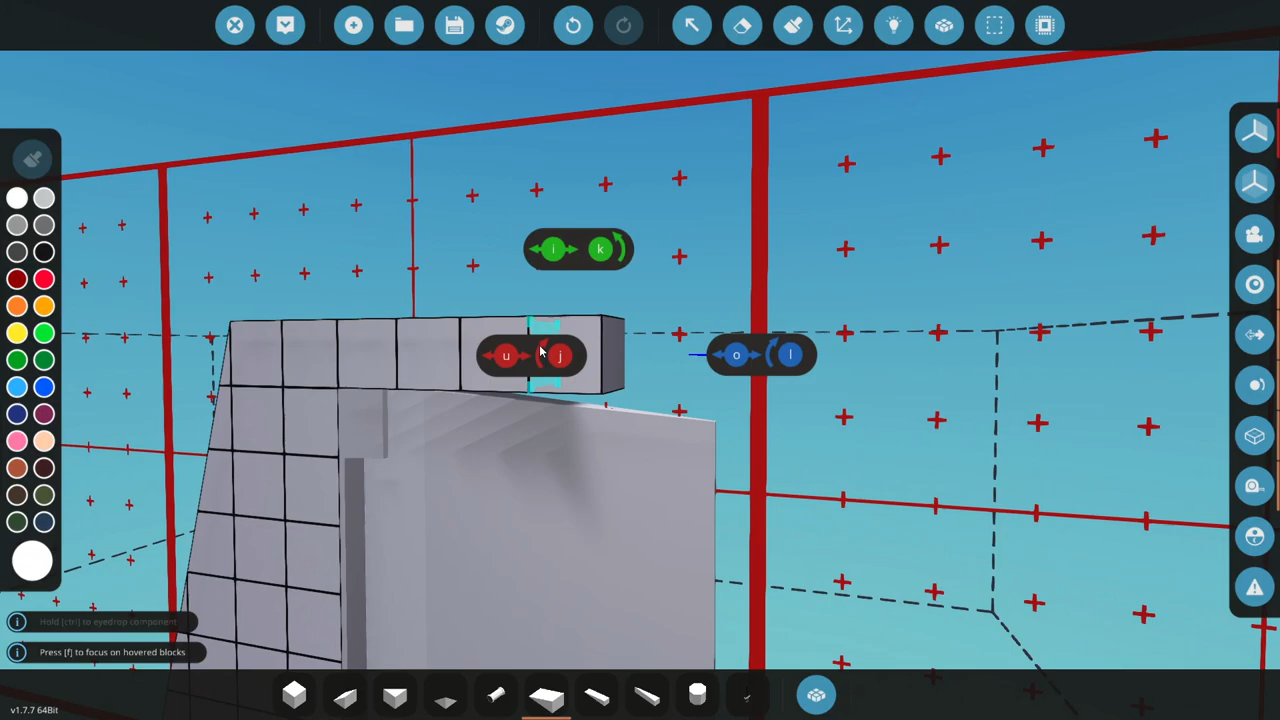 i k
u j
o l
Hold [ctrl] to eyedrop component
Press [f] to focus on hovered blocks
v1.7.7 64Bit